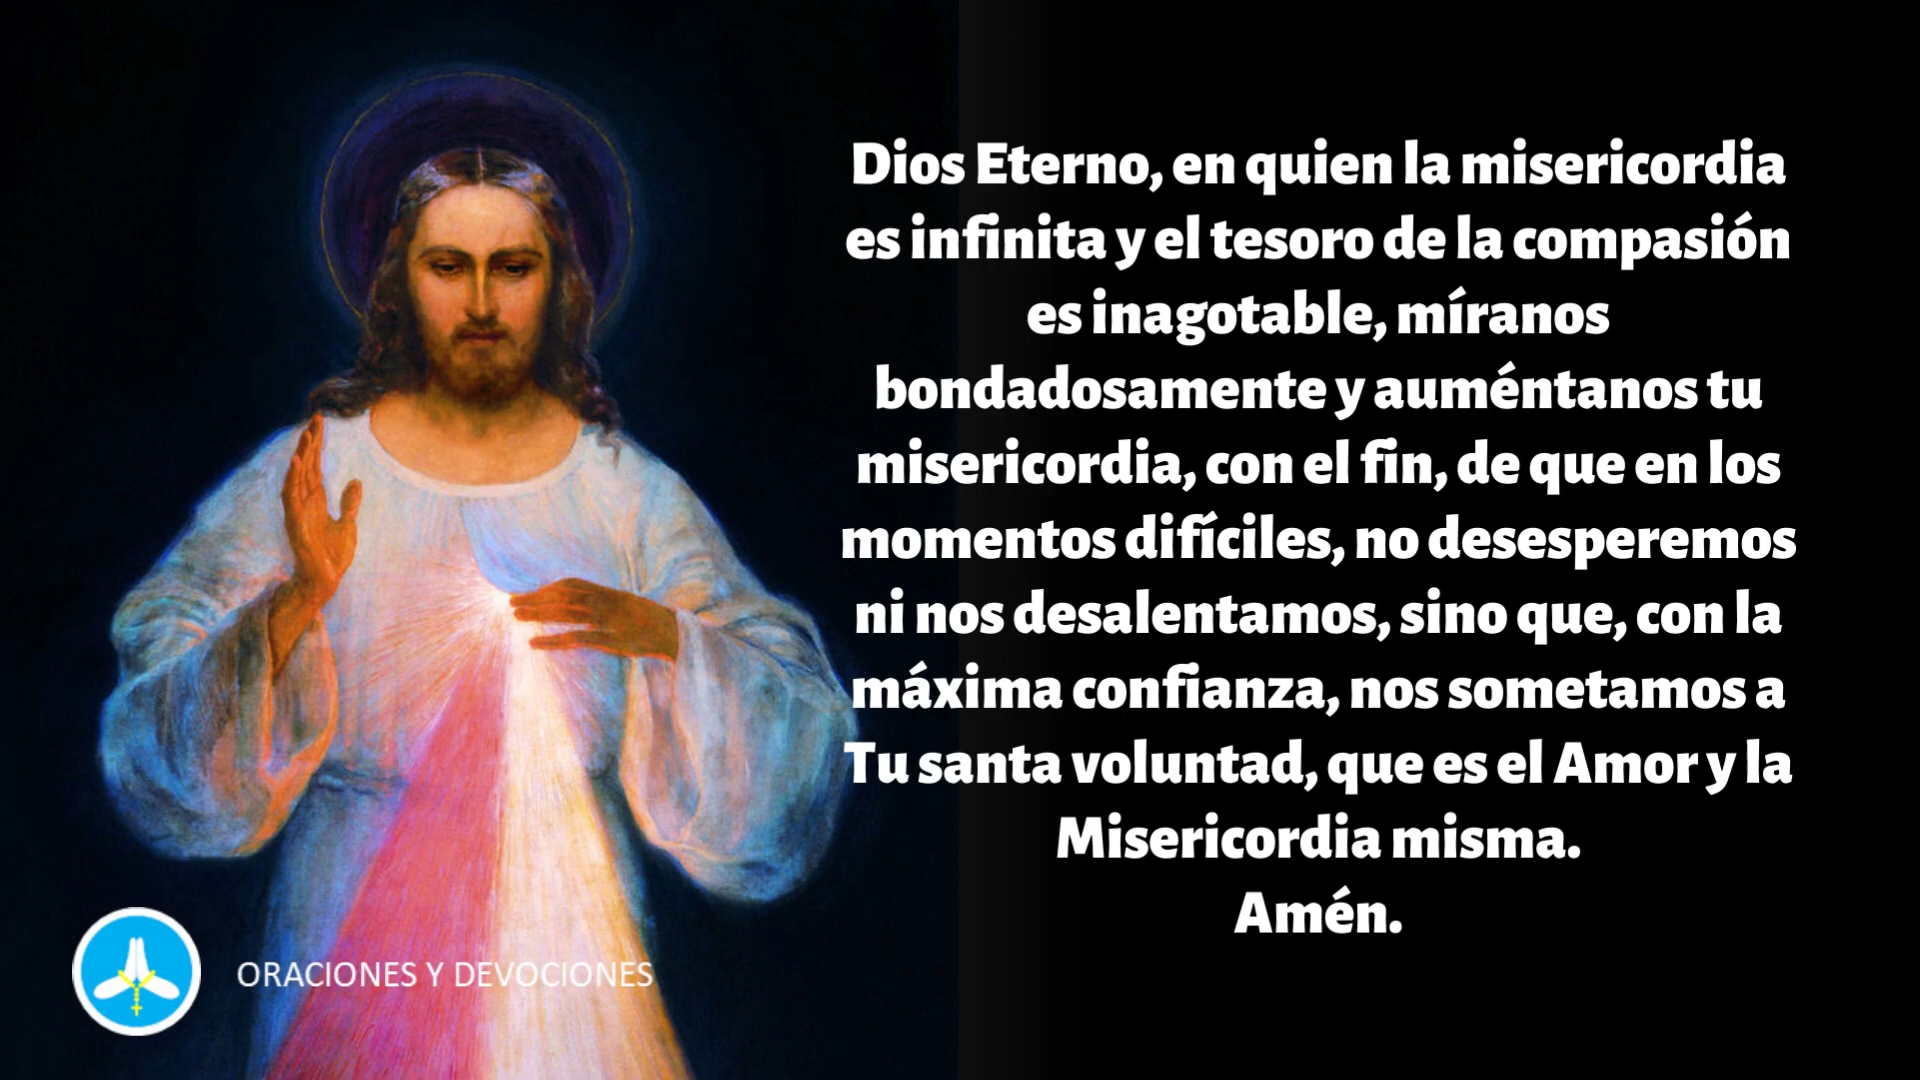 Dios Eterno, en quien la misericordia
es infinita y el tesoro de la compasión
es inagotable, míranos
bondadosamente y auméntanos tu
misericordia, con el fin, de que en los
momentos difíciles, no desesperemos
ni nos desalentamos, sino que, con la
máxima confianza, nos sometamos a
Tu santa voluntad, que es el Amor y la
Misericordia misma.
Amén.
ORACIONES Y DEVOCIONES